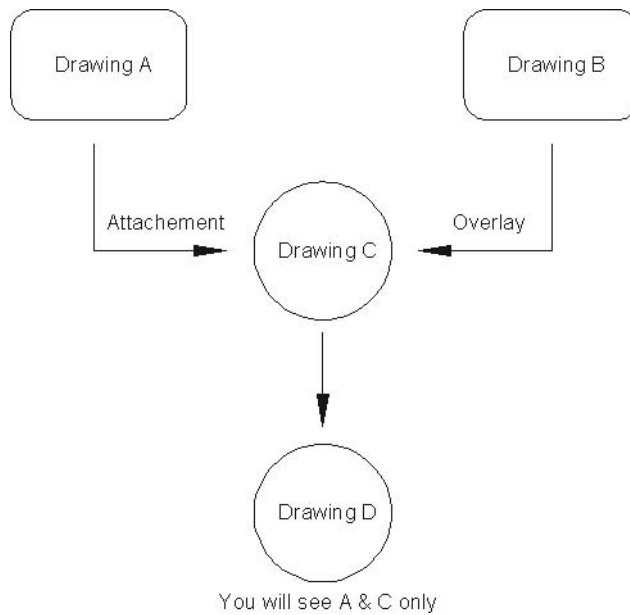 Drawing A
Drawing B
Attachement
Overlay
Drawing C
Drawing D
You will see A & C only